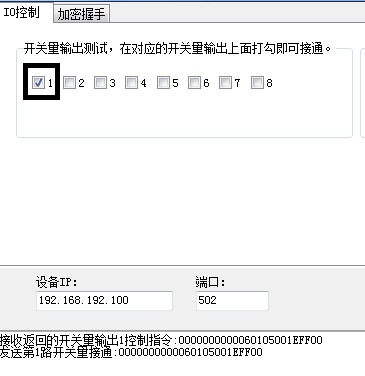 IO控制 加密握手
开关量输出测试，在对应的开关量输出上面打勾即可接通。
1 2 3 4 5 6 7 8
设备IP： 端口：
192.168.192.100 502
接收返回的开关量输出1控制指令:0000000000060105001EFF00
发送第1路开关量接通:0000000000060105001EFF00